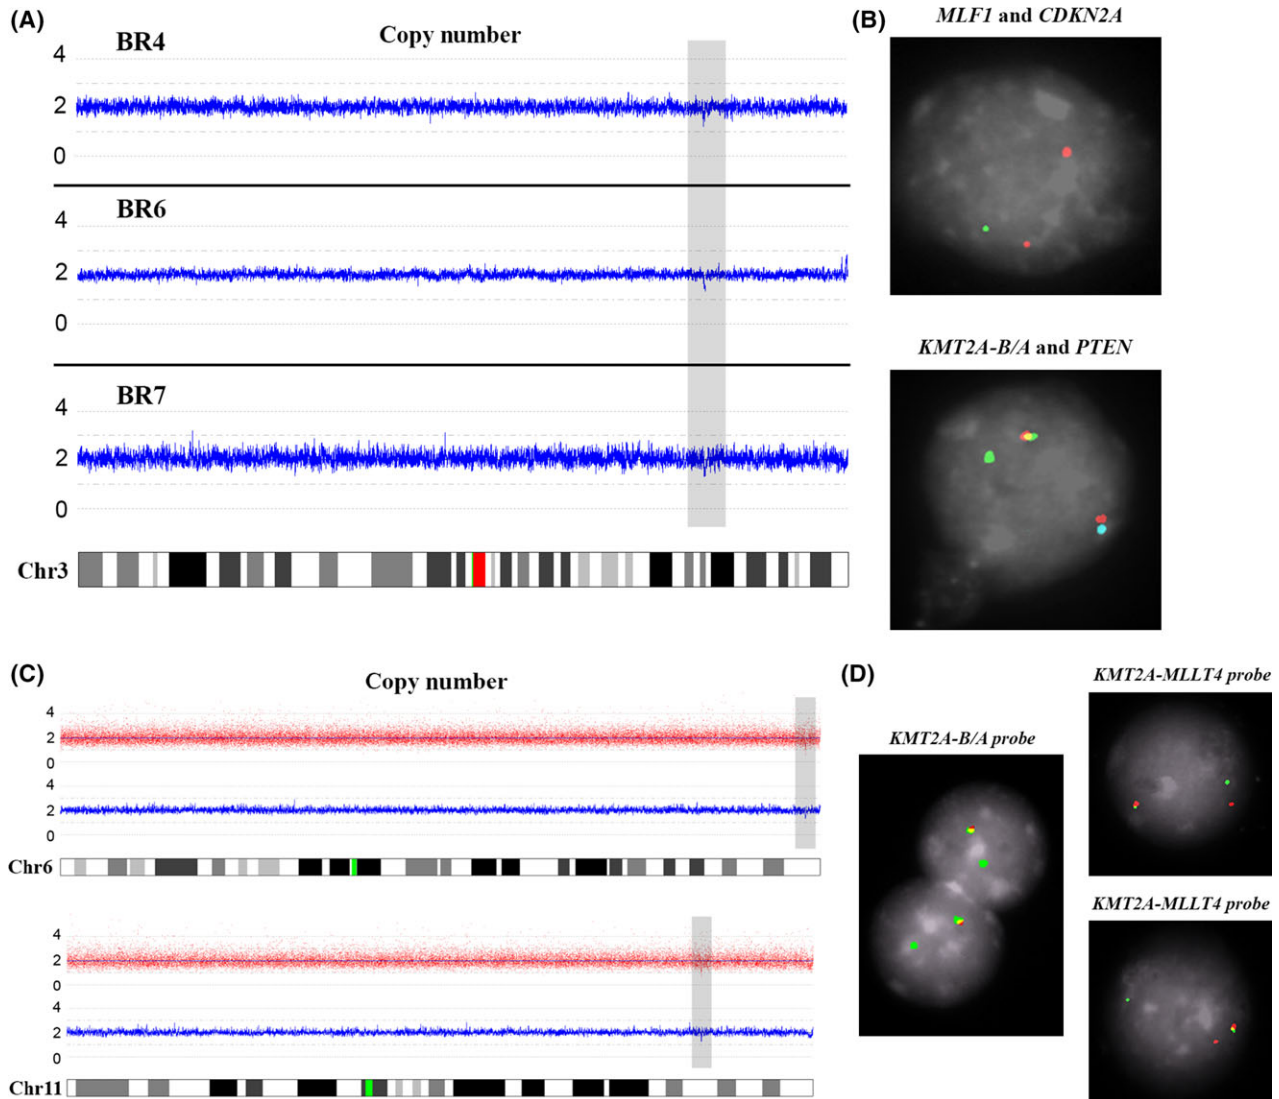 (A)
BR4
Copy number
4
2
0
BR6
4
2
0
BR7
4
2
0
Chr3
(B)
MLF1 and CDKN2A
KMT2A-B/A and PTEN
(C)
Copy number
4
2
0
4
2
0
Chr6
4
2
0
4
2
0
Chr11
(D)
KMT2A-B/A probe
KMT2A-MLLT4 probe
KMT2A-MLLT4 probe